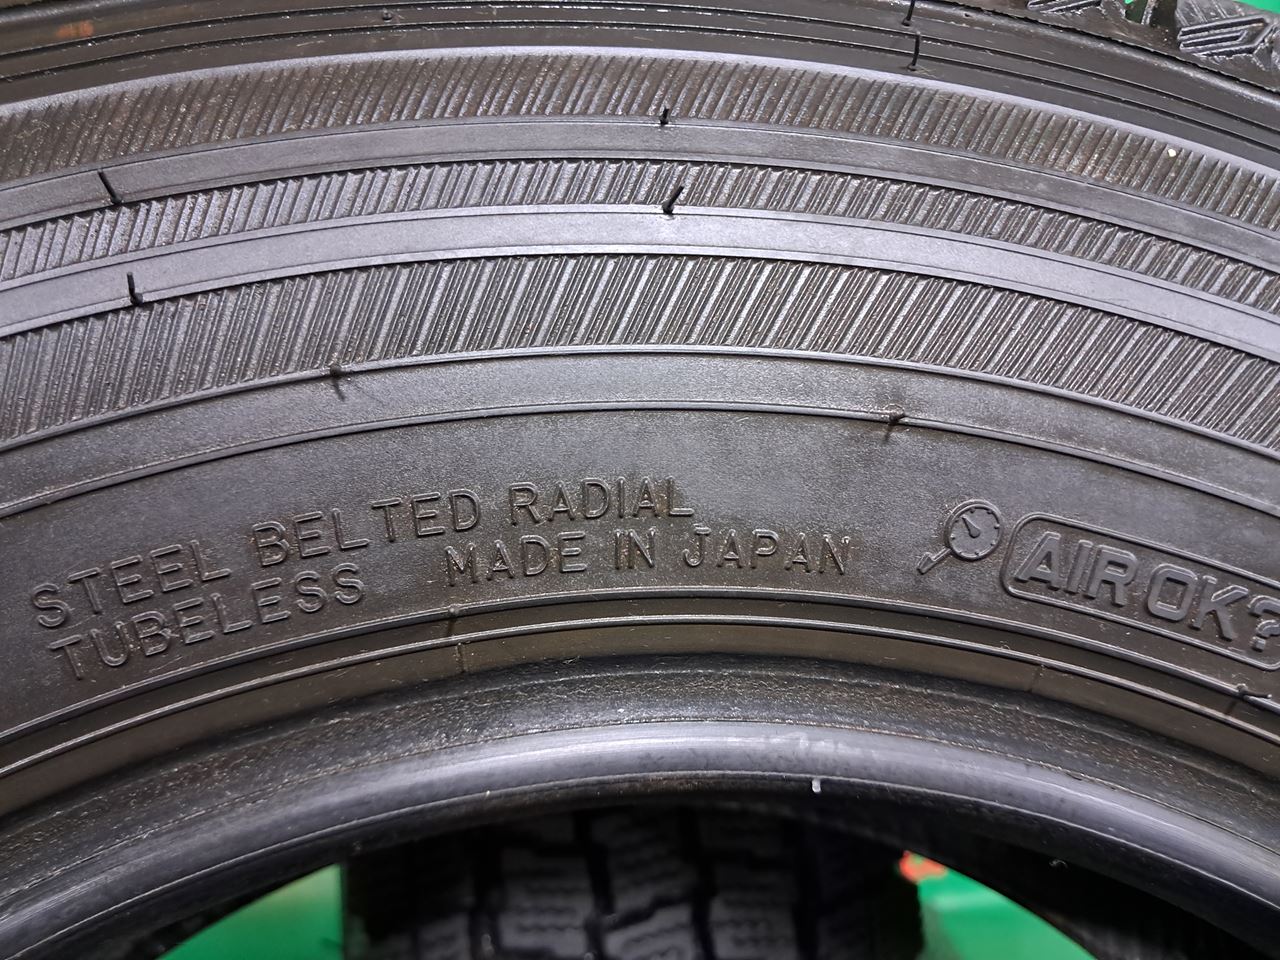 STEEL BELTED RADIAL
TUBELESS MADE IN JAPAN
AIR OK?